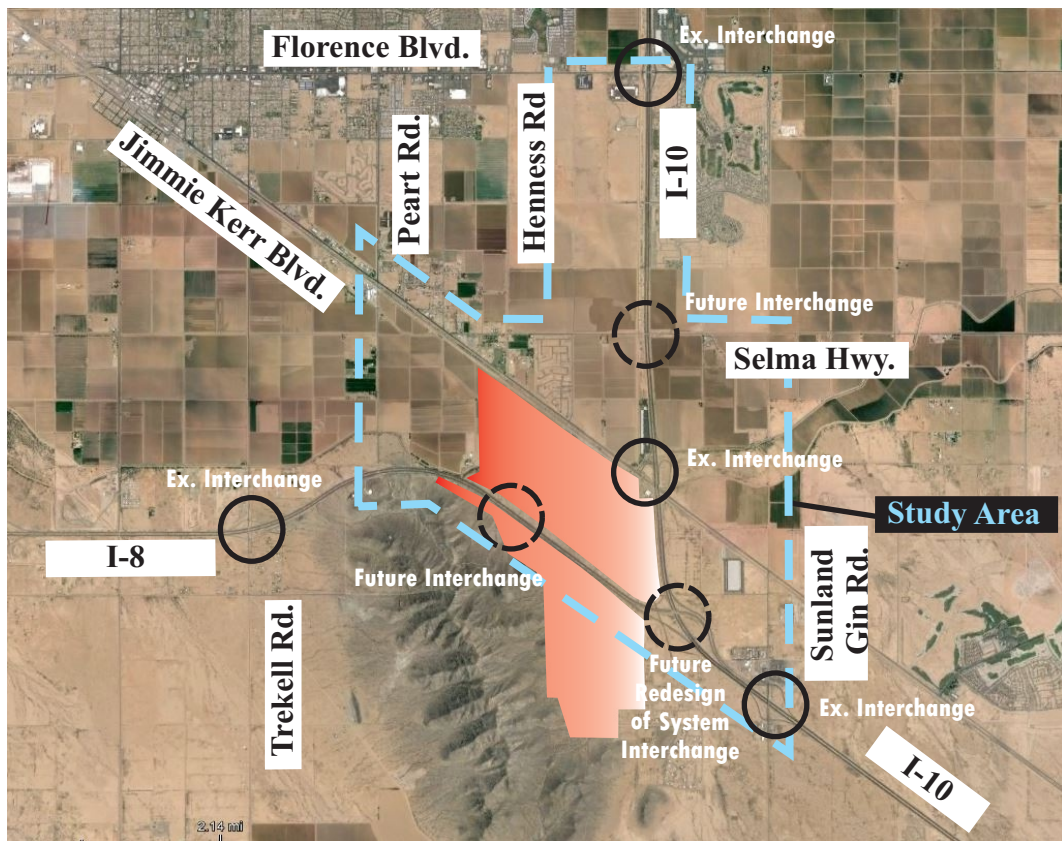 Ex. Interchange
Florence Blvd.
Henness Rd
I-10
Peart Rd.
Jimmie Kerr Blvd.
Future Interchange
Selma Hwy.
Ex. Interchange
Ex. Interchange
Study Area
I-8
Future Interchange
Sunland
Gin Rd.
Trekell Rd.
Future
Redesign
of System
Interchange
Ex. Interchange
I-10
2.14 mi